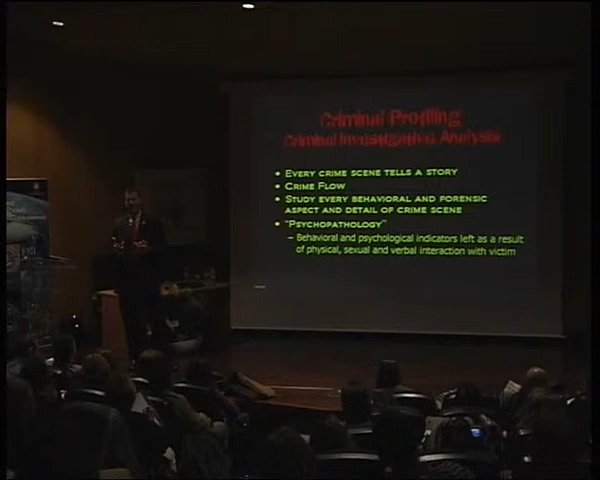 Criminal Profiling
Criminal Investigative Analysis
• EVERY CRIME SCENE TELLS A STORY
• CRIME FLOW
• STUDY EVERY BEHAVIORAL AND FORENSIC
ASPECT AND DETAIL OF CRIME SCENE
• "PSYCHOPATHOLOGY"
– Behavioral and psychological indicators left as a result
of physical, sexual and verbal interaction with victim